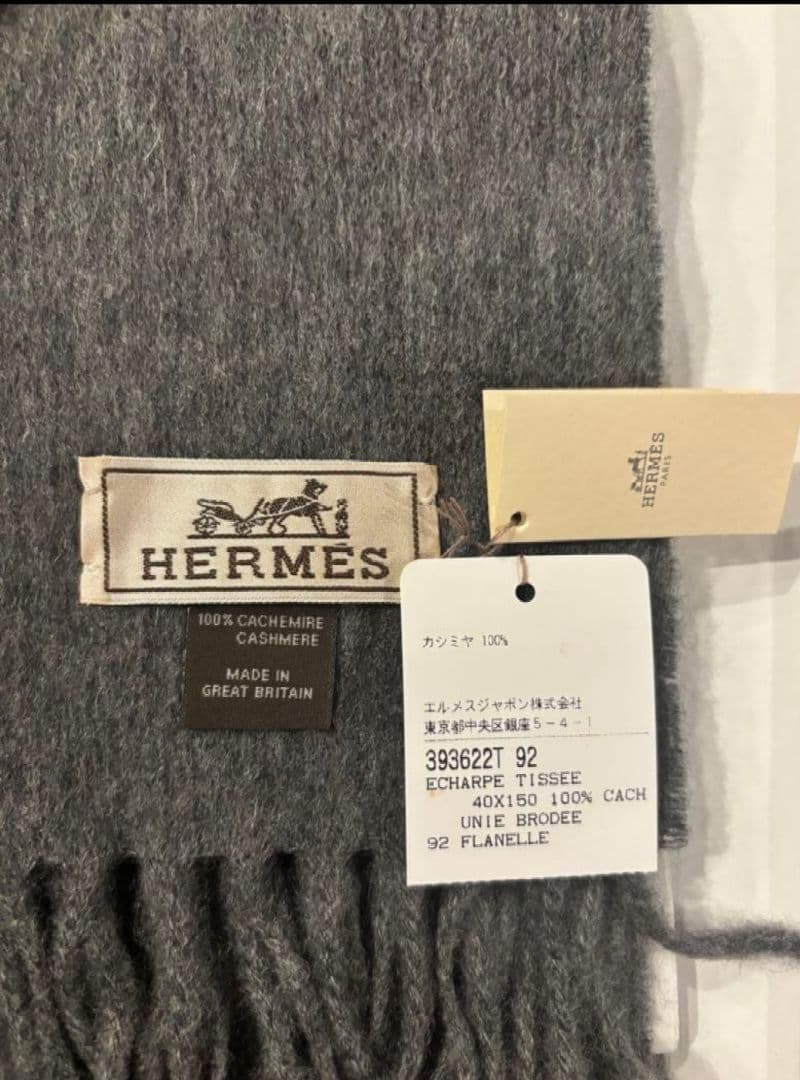 HERMÈS
PARIS
HERMÈS
100% CACHEMIRE
CASHMERE
MADE IN
GREAT BRITAIN
カシミヤ 100%
エルメスジャポン株式会社
東京都中央区銀座5-4-1
393622T 92
ECHARPE TISSEE
40X150 100% CACH
UNIE BRODEE
92 FLANELLE